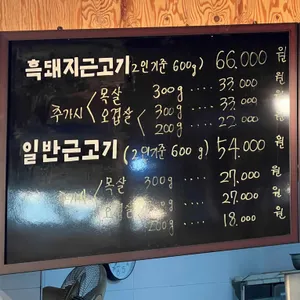 흑돼지근고기(2인기준 600g) 66.000 원
목살 300g .... 33.000 원
추가시 < 오겹살 < 300g .... 33.000 원
200g .... 22.000 원
일반근고기 (2인기준 600g) 54.000 원
추가시 < 목살 300g .... 27.000 원
오겹살 .... 27.000 원
200g .... 18.000 원